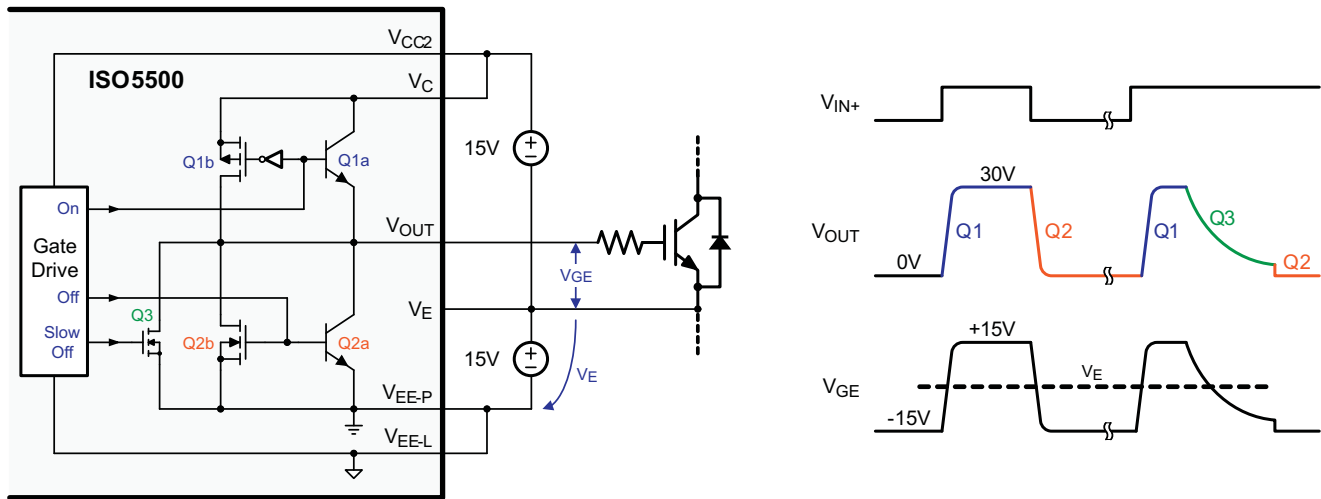 ISO5500
VCC2
VC
Q1b
Q1a
15V
On
Gate
Drive
Off
Slow
Off
VOUT
VGE
VE
Q3
Q2b
Q2a
15V
VE
VEE-P
VEE-L
VIN+
VOUT
30V
0V
Q1
Q2
Q1
Q3
Q2
VGE
+15V
-15V
VE